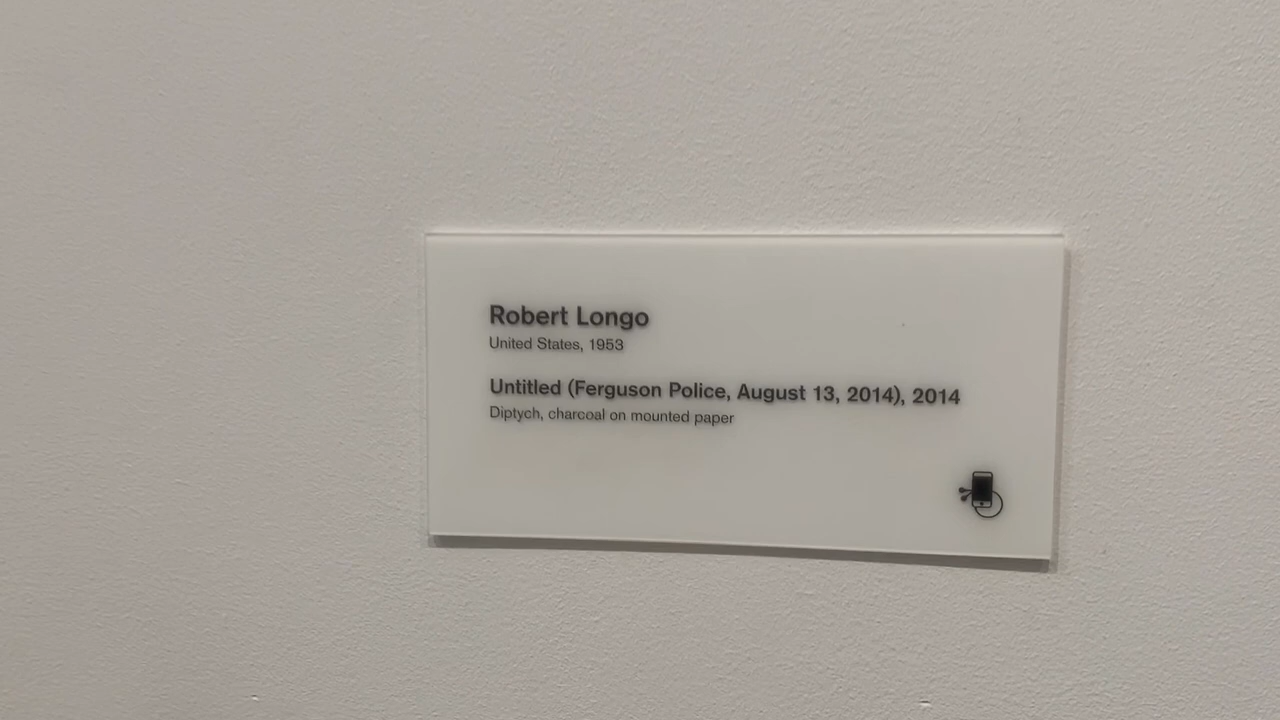 Robert Longo
United States, 1953
Untitled (Ferguson Police, August 13, 2014), 2014
Diptych, charcoal on mounted paper